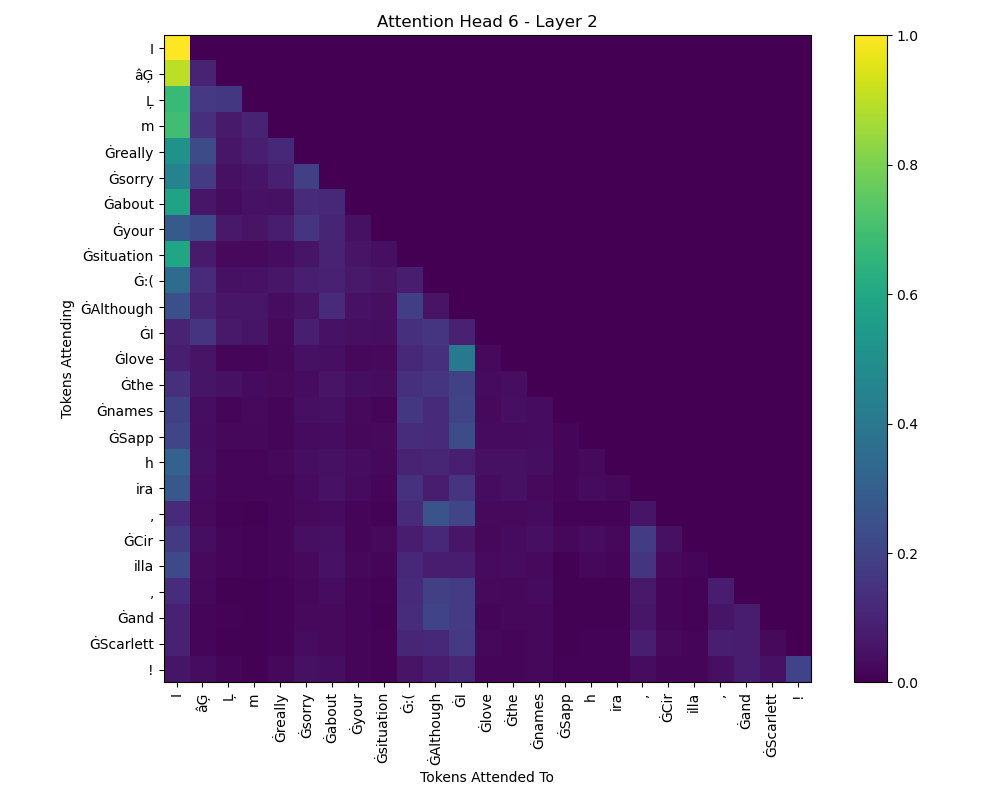 Attention Head 6 - Layer 2
Tokens Attending
I
âĢ
Ļ
m
Ġreally
Ġsorry
Ġabout
Ġyour
Ġsituation
Ġ:(
ĠAlthough
ĠI
Ġlove
Ġthe
Ġnames
ĠSapp
h
ira
,
ĠCir
illa
,
Ġand
ĠScarlett
!
I
âĢ
Ļ
m
Ġreally
Ġsorry
Ġabout
Ġyour
Ġsituation
Ġ:(
ĠAlthough
ĠI
Ġlove
Ġthe
Ġnames
ĠSapp
h
ira
,
ĠCir
illa
,
Ġand
ĠScarlett
!
Tokens Attended To
1.0
0.8
0.6
0.4
0.2
0.0